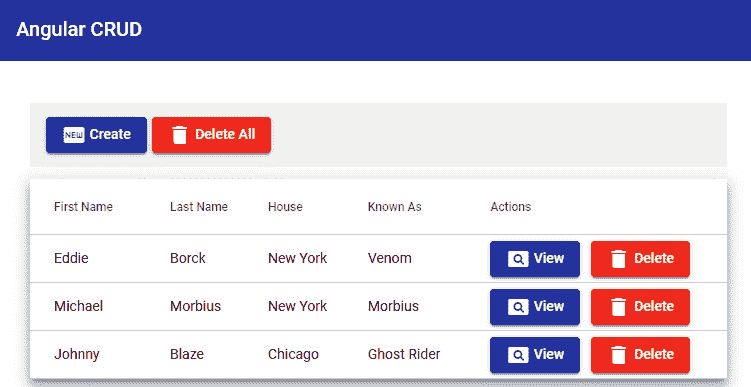 Angular CRUD
NEW Create Delete All
First Name Last Name House Known As Actions
Eddie Borck New York Venom View Delete
Michael Morbius New York Morbius View Delete
Johnny Blaze Chicago Ghost Rider View Delete